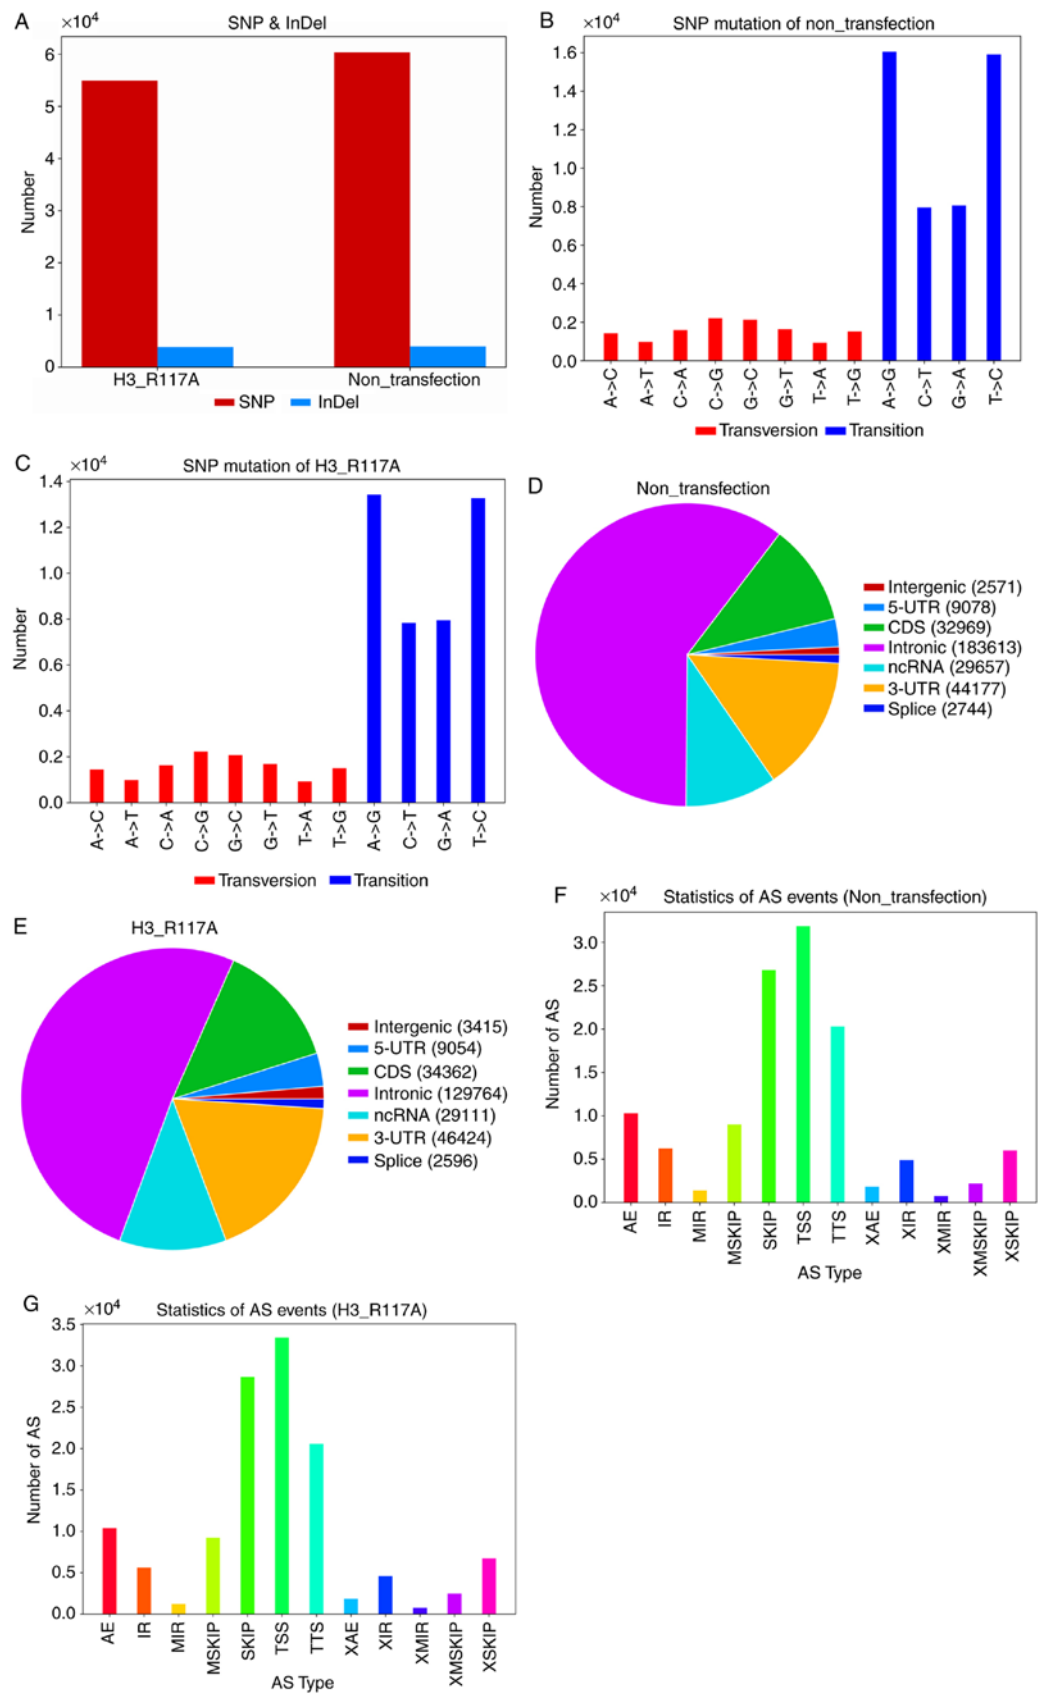 A
×10⁴
SNP & InDel
6
5
4
3
2
1
0
Number
H3_R117A
Non_transfection
SNP
InDel
B
×10⁴
SNP mutation of non_transfection
1.6
1.4
1.2
1.0
0.8
0.6
0.4
0.2
0.0
Number
A->C
A->T
C->A
C->G
G->C
G->T
T->A
T->G
A->G
C->T
G->A
T->C
Transversion
Transition
C
×10⁴
SNP mutation of H3_R117A
1.4
1.2
1.0
0.8
0.6
0.4
0.2
0.0
Number
A->C
A->T
C->A
C->G
G->C
G->T
T->A
T->G
A->G
C->T
G->A
T->C
Transversion
Transition
D
Non_transfection
Intergenic (2571)
5-UTR (9078)
CDS (32969)
Intronic (183613)
ncRNA (29657)
3-UTR (44177)
Splice (2744)
E
H3_R117A
Intergenic (3415)
5-UTR (9054)
CDS (34362)
Intronic (129764)
ncRNA (29111)
3-UTR (46424)
Splice (2596)
F
×10⁴
Statistics of AS events (Non_transfection)
3.0
2.5
2.0
1.5
1.0
0.5
0.0
Number of AS
AE
IR
MIR
MSKIP
SKIP
TSS
TTS
XAE
XIR
XMIR
XMSKIP
XSKIP
AS Type
G
×10⁴
Statistics of AS events (H3_R117A)
3.5
3.0
2.5
2.0
1.5
1.0
0.5
0.0
Number of AS
AE
IR
MIR
MSKIP
SKIP
TSS
TTS
XAE
XIR
XMIR
XMSKIP
XSKIP
AS Type